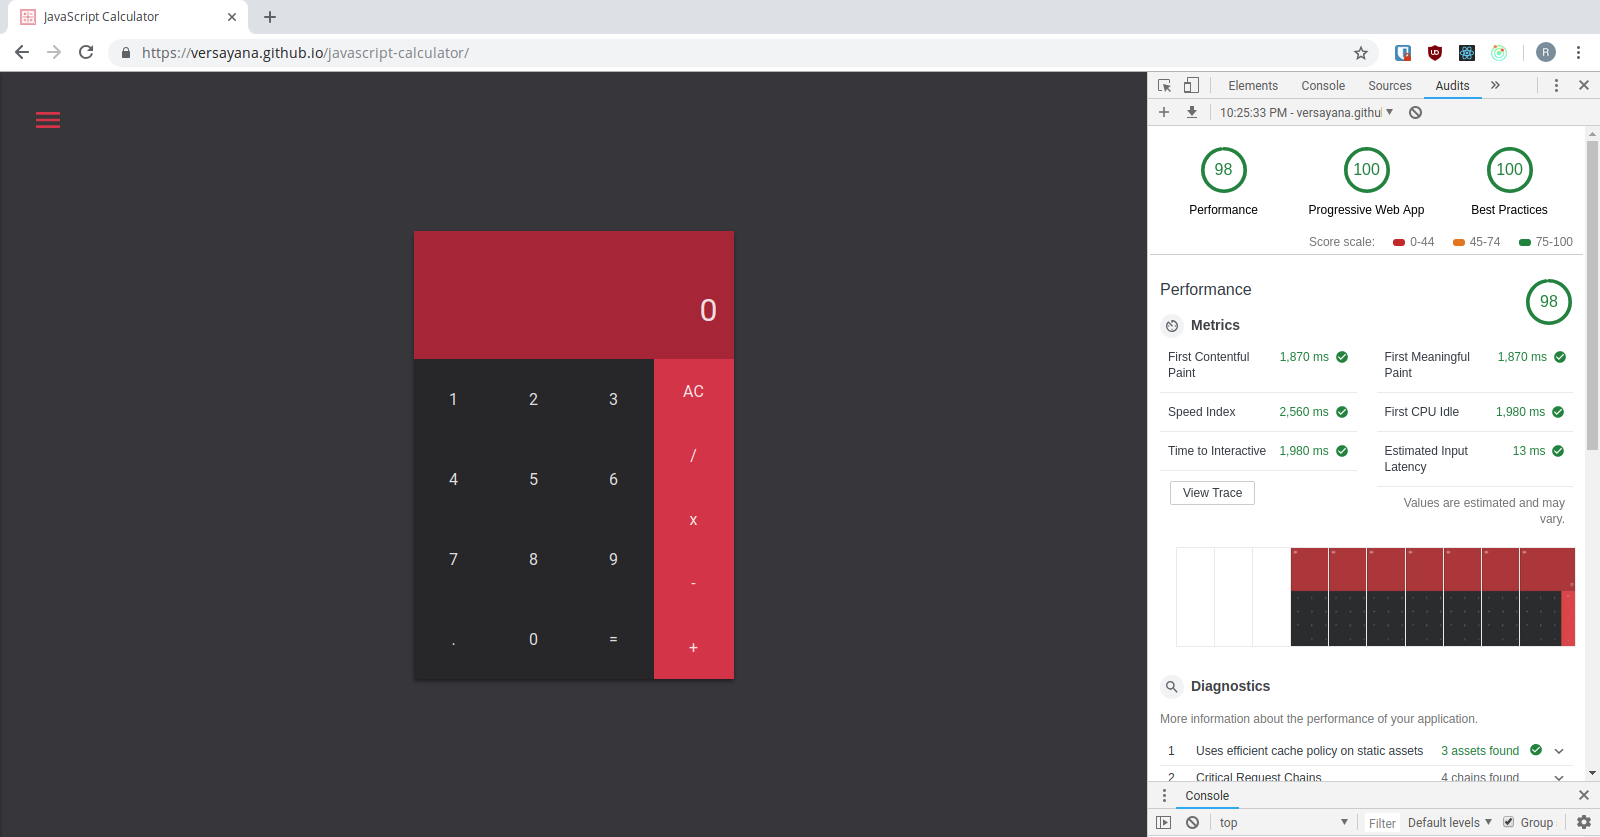 JavaScript Calculator
https://versayana.github.io/javascript-calculator/
R
0
1 2 3 AC
/
4 5 6
x
7 8 9
-
. 0 =
+
Elements Console Sources Audits
10:25:33 PM - versayana.githu
98 100 100
Performance Progressive Web App Best Practices
Score scale: 0-44 45-74 75-100
Performance 98
Metrics
First Contentful Paint 1,870 ms
First Meaningful Paint 1,870 ms
Speed Index 2,560 ms
First CPU Idle 1,980 ms
Time to Interactive 1,980 ms
Estimated Input Latency 13 ms
View Trace
Values are estimated and may
vary.
Diagnostics
More information about the performance of your application.
1 Uses efficient cache policy on static assets 3 assets found
2 Critical Request Chains 4 chains found
Console
top Filter Default levels Group